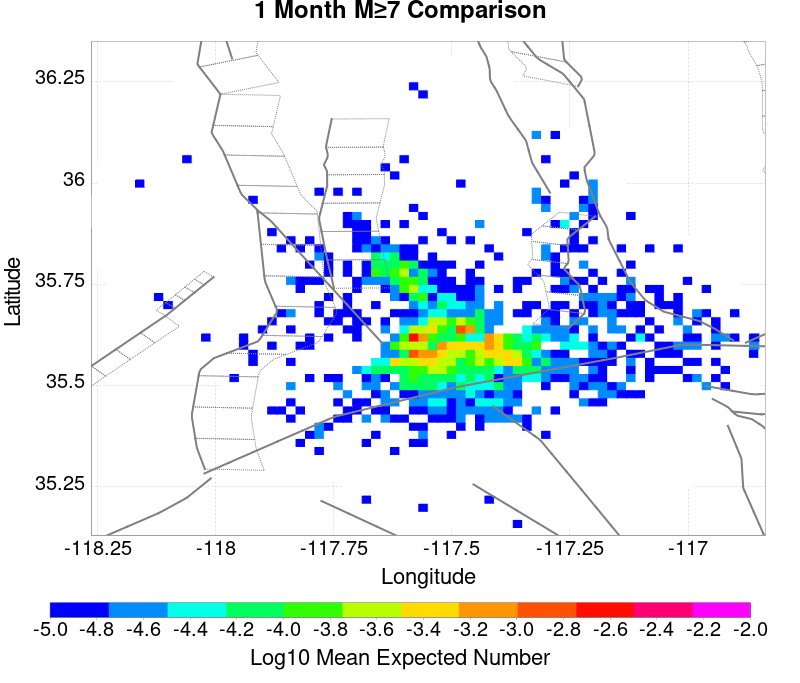 1 Month M≥7 Comparison
36.25
36
35.75
35.5
35.25
Latitude
-118.25 -118 -117.75 -117.5 -117.25 -117
Longitude
-5.0 -4.8 -4.6 -4.4 -4.2 -4.0 -3.8 -3.6 -3.4 -3.2 -3.0 -2.8 -2.6 -2.4 -2.2 -2.0
Log10 Mean Expected Number